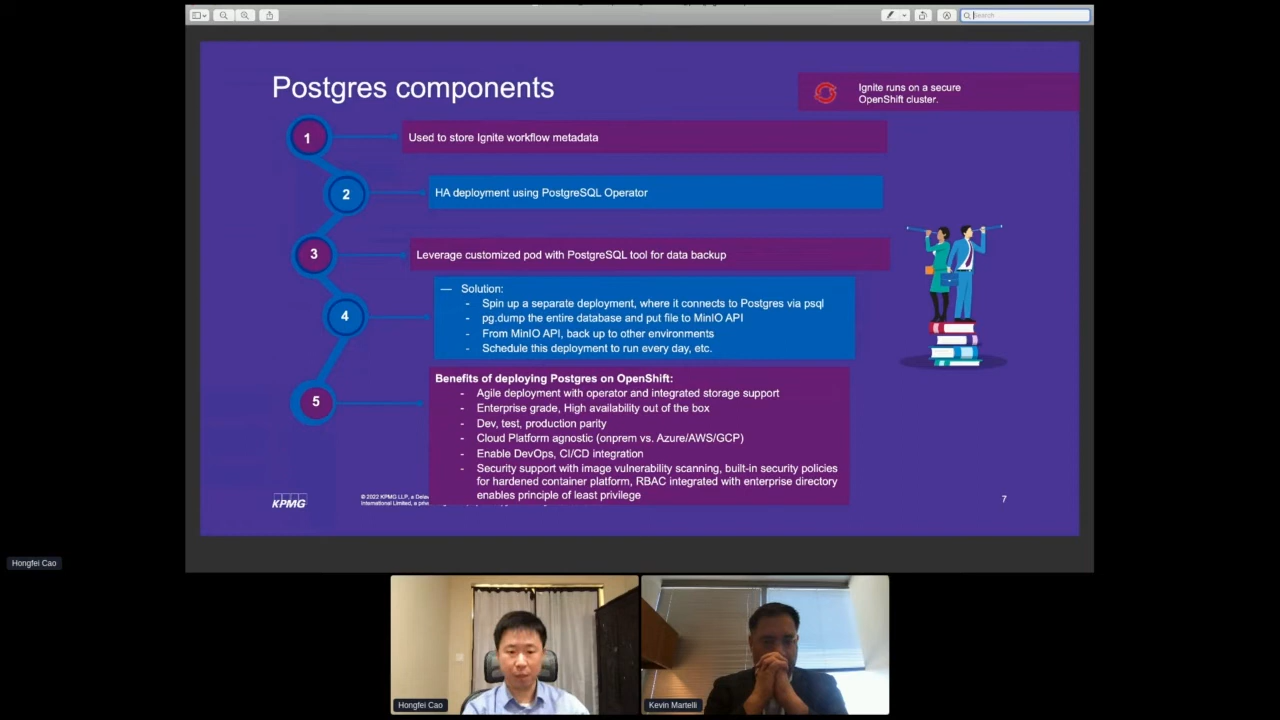 Search
Postgres components
Ignite runs on a secure
OpenShift cluster.
1
Used to store Ignite workflow metadata
2
HA deployment using PostgreSQL Operator
3
Leverage customized pod with PostgreSQL tool for data backup
4
— Solution:
- Spin up a separate deployment, where it connects to Postgres via psql
- pg.dump the entire database and put file to MinIO API
- From MinIO API, back up to other environments
- Schedule this deployment to run every day, etc.
5
Benefits of deploying Postgres on OpenShift:
- Agile deployment with operator and integrated storage support
- Enterprise grade, High availability out of the box
- Dev, test, production parity
- Cloud Platform agnostic (onprem vs. Azure/AWS/GCP)
- Enable DevOps, CI/CD integration
- Security support with image vulnerability scanning, built-in security policies
for hardened container platform, RBAC integrated with enterprise directory
enables principle of least privilege
KPMG
© 2022 KPMG LLP, a Delaw
International Limited, a
7
Hongfei Cao
Hongfei Cao
Kevin Martelli